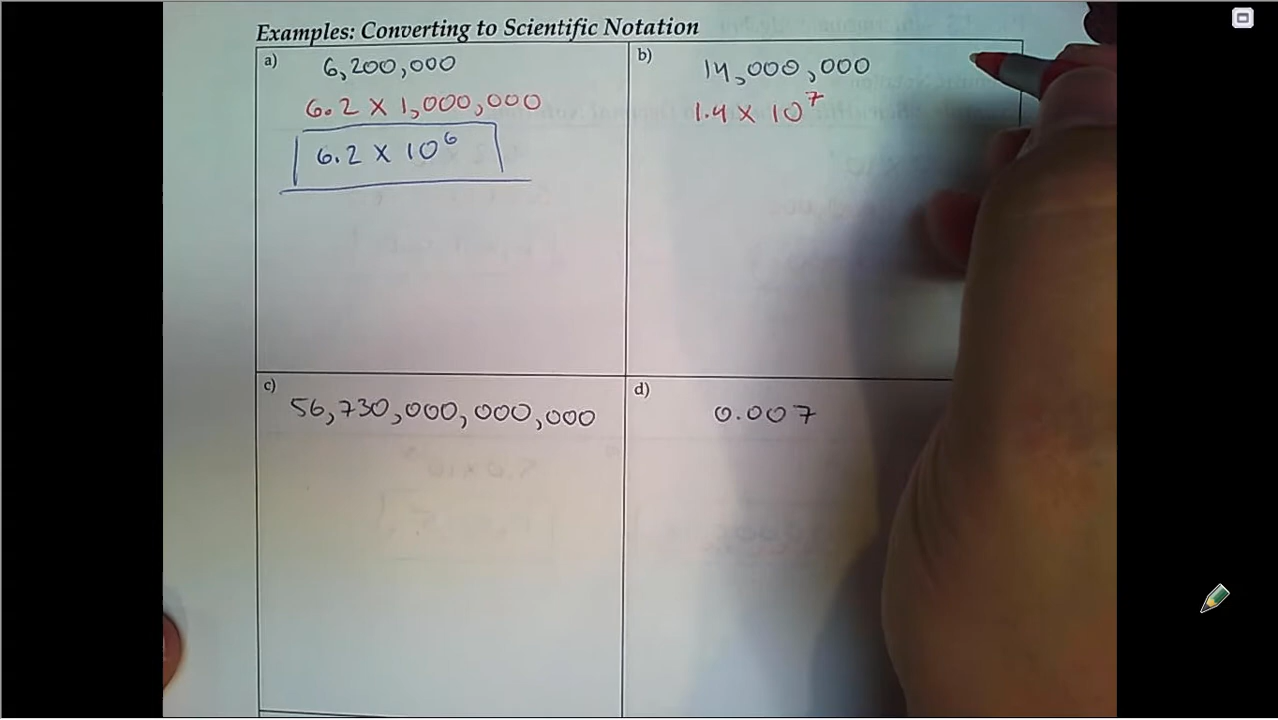 Examples: Converting to Scientific Notation
a) 6,200,000
6.2 X 1,000,000
6.2 X 10⁶
b) 14,000,000
1.4 X 10⁷
c) 56,730,000,000,000
d) 0.007